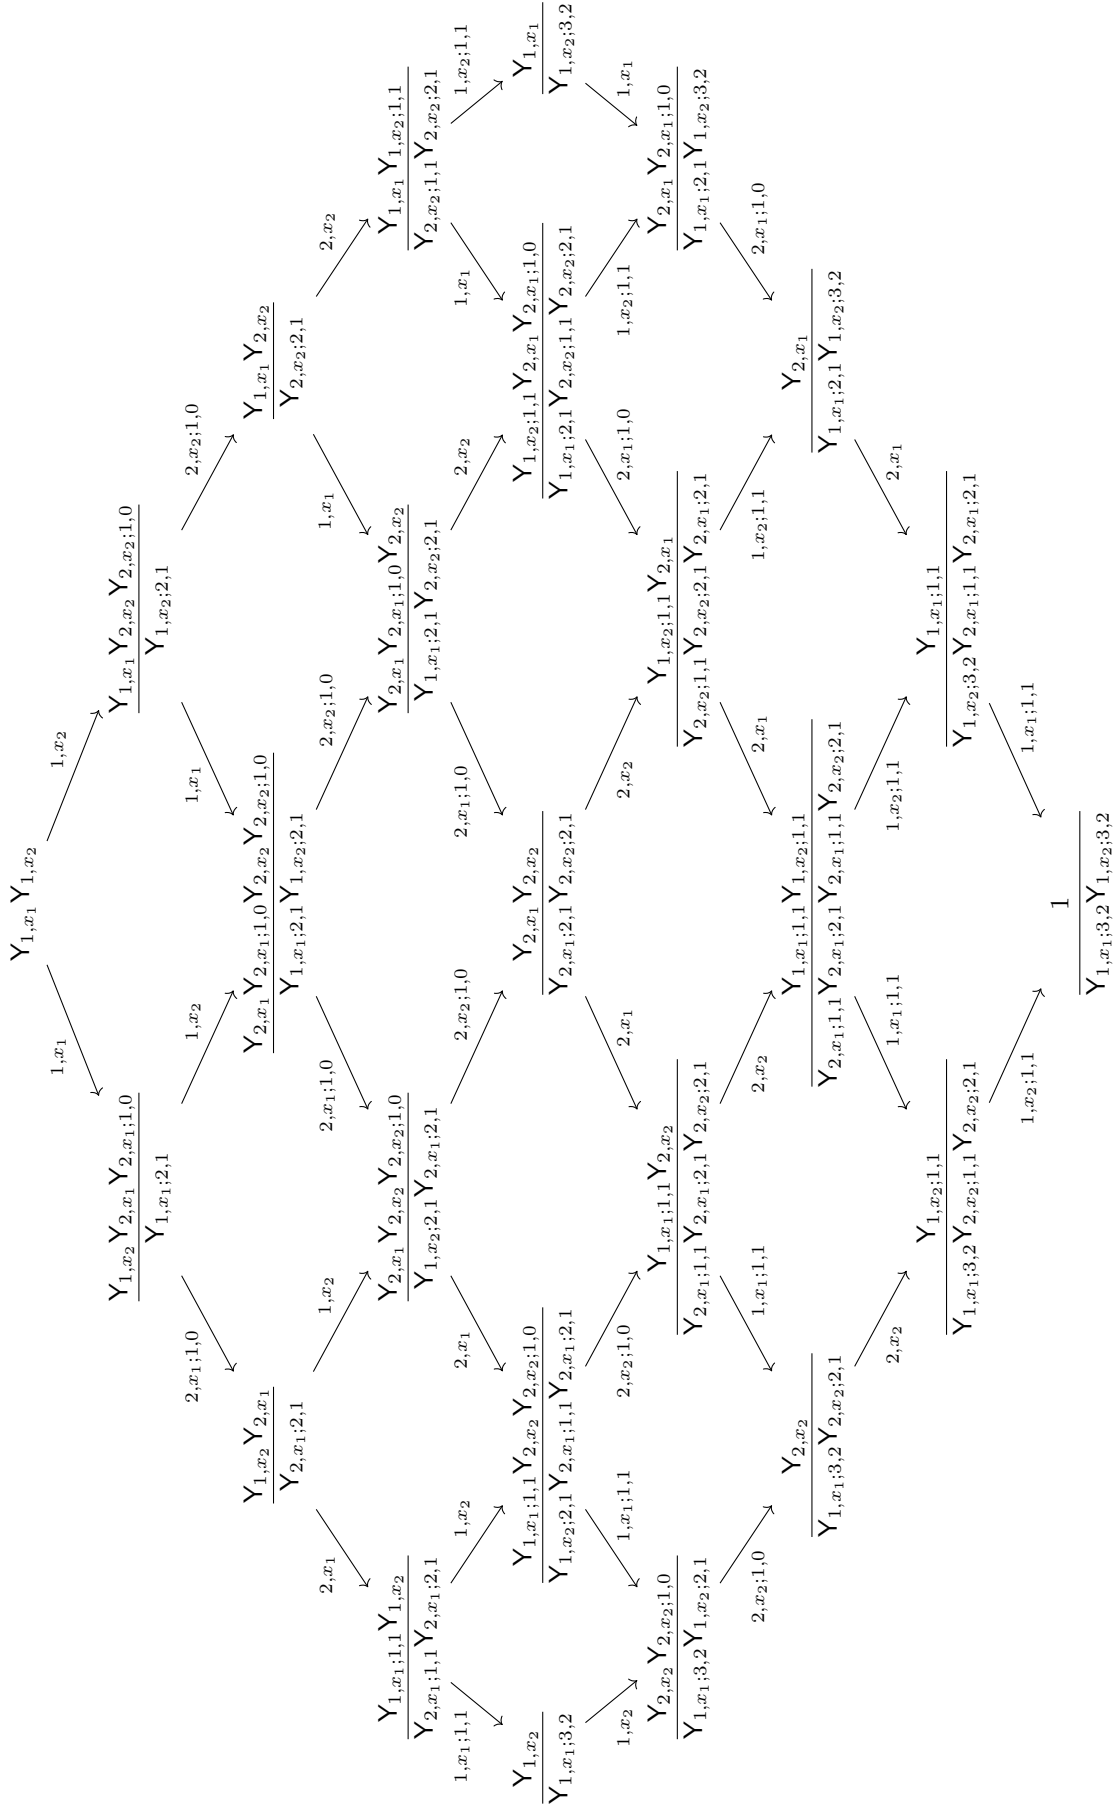 Y_{1,x_1} Y_{1,x_2}
1,x_1 1,x_2
Y_{1,x_2} Y_{2,x_1} Y_{2,x_1;1,0} Y_{1,x_1} Y_{2,x_2} Y_{2,x_2;1,0}
Y_{1,x_1;2,1} Y_{1,x_2;2,1}
2,x_1;1,0 1,x_2 1,x_1 2,x_2;1,0
Y_{1,x_2} Y_{2,x_1} Y_{2,x_1} Y_{2,x_1;1,0} Y_{2,x_2} Y_{2,x_2;1,0} Y_{1,x_1} Y_{2,x_2}
Y_{2,x_1;2,1} Y_{1,x_1;2,1} Y_{1,x_2;2,1} Y_{2,x_2;2,1}
2,x_1 1,x_2 2,x_1;1,0 2,x_2;1,0 1,x_1 2,x_2
Y_{1,x_1;1,1} Y_{1,x_2} Y_{2,x_1} Y_{2,x_2} Y_{2,x_2;1,0} Y_{2,x_1} Y_{2,x_1;1,0} Y_{2,x_2} Y_{1,x_1} Y_{1,x_2;1,1}
Y_{2,x_1;1,1} Y_{2,x_1;2,1} Y_{1,x_2;2,1} Y_{2,x_1;2,1} Y_{1,x_1;2,1} Y_{2,x_2;2,1} Y_{2,x_2;1,1} Y_{2,x_2;2,1}
1,x_1;1,1 1,x_2 2,x_1 2,x_2;1,0 2,x_1;1,0 2,x_2 1,x_1 1,x_2;1,1
Y_{1,x_2} Y_{1,x_1;1,1} Y_{2,x_2} Y_{2,x_2;1,0} Y_{2,x_1} Y_{2,x_2} Y_{1,x_2;1,1} Y_{2,x_1} Y_{2,x_1;1,0} Y_{1,x_1}
Y_{1,x_1;3,2} Y_{1,x_2;2,1} Y_{2,x_1;1,1} Y_{2,x_1;2,1} Y_{2,x_1;2,1} Y_{2,x_2;2,1} Y_{1,x_1;2,1} Y_{2,x_2;1,1} Y_{2,x_2;2,1} Y_{1,x_2;3,2}
1,x_2 1,x_1;1,1 2,x_2;1,0 2,x_1 2,x_2 2,x_1;1,0 1,x_2;1,1 1,x_1
Y_{2,x_2} Y_{2,x_2;1,0} Y_{1,x_1;1,1} Y_{2,x_2} Y_{1,x_2;1,1} Y_{2,x_1} Y_{2,x_1} Y_{2,x_1;1,0}
Y_{1,x_1;3,2} Y_{1,x_2;2,1} Y_{2,x_1;1,1} Y_{2,x_1;2,1} Y_{2,x_2;2,1} Y_{2,x_2;1,1} Y_{2,x_2;2,1} Y_{2,x_1;2,1} Y_{1,x_1;2,1} Y_{1,x_2;3,2}
2,x_2;1,0 1,x_1;1,1 2,x_2 2,x_1 1,x_2;1,1 2,x_1;1,0
Y_{2,x_2} Y_{1,x_1;1,1} Y_{1,x_2;1,1} Y_{2,x_1}
Y_{1,x_1;3,2} Y_{2,x_2;2,1} Y_{2,x_1;1,1} Y_{2,x_1;2,1} Y_{2,x_1;1,1} Y_{2,x_2;2,1} Y_{1,x_1;2,1} Y_{1,x_2;3,2}
2,x_2 1,x_1;1,1 1,x_2;1,1 2,x_1
Y_{1,x_2;1,1} Y_{1,x_1;1,1}
Y_{1,x_1;3,2} Y_{2,x_2;1,1} Y_{2,x_2;2,1} Y_{1,x_2;3,2} Y_{2,x_1;1,1} Y_{2,x_1;2,1}
1,x_2;1,1 1,x_1;1,1
1
Y_{1,x_1;3,2} Y_{1,x_2;3,2}